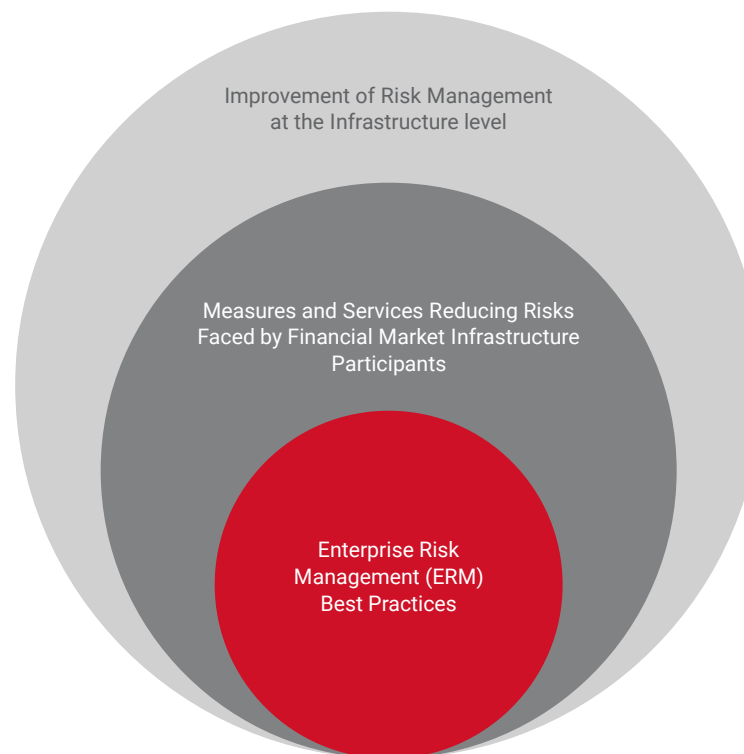 Improvement of Risk Management
at the Infrastructure level
Measures and Services Reducing Risks
Faced by Financial Market Infrastructure
Participants
Enterprise Risk
Management (ERM)
Best Practices